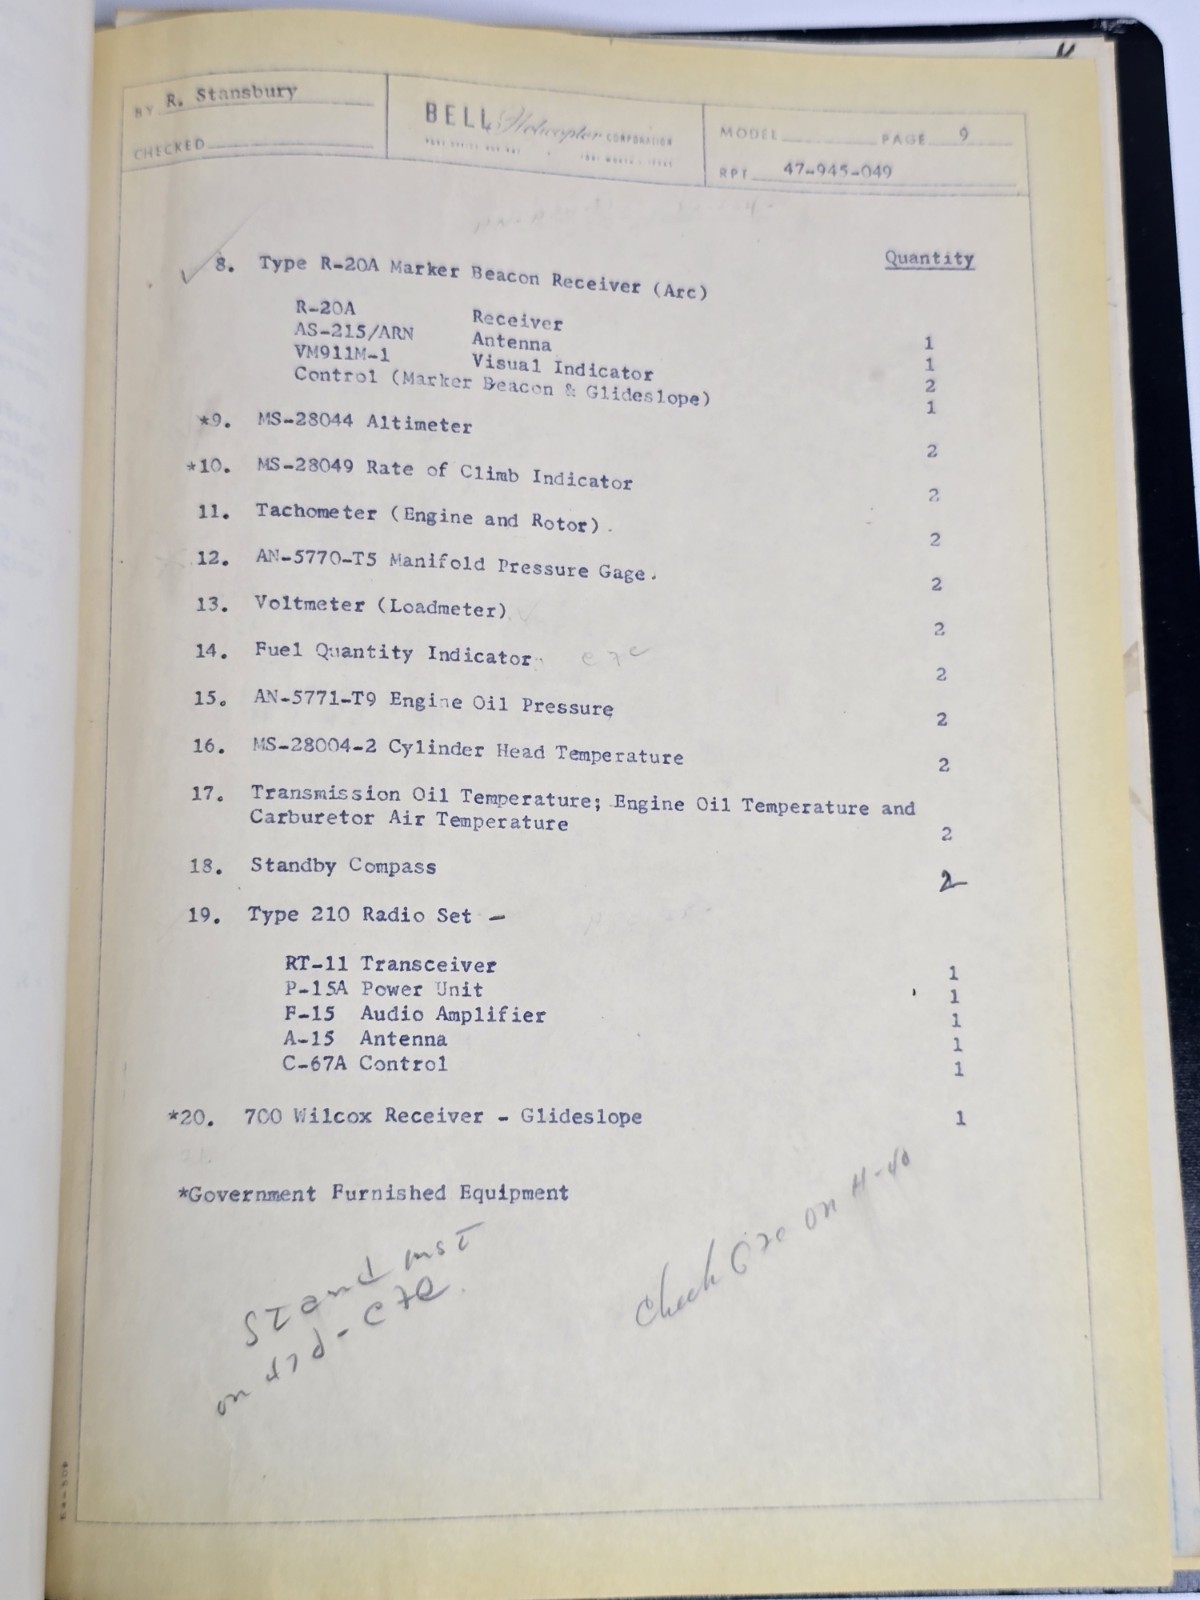 BY R. Stansbury
CHECKED
BELL Helicopter CORPORATION
MODEL PAGE 9
RPT 47-945-049
Quantity
8. Type R-20A Marker Beacon Receiver (Arc)
R-20A Receiver 1
AS-215/ARN Antenna 1
VM911M-1 Visual Indicator 2
Control (Marker Beacon & Glideslope) 1
*9. MS-28044 Altimeter 2
*10. MS-28049 Rate of Climb Indicator 2
11. Tachometer (Engine and Rotor). 2
12. AN-5770-T5 Manifold Pressure Gage. 2
13. Voltmeter (Loadmeter) 2
14. Fuel Quantity Indicator 2
15. AN-5771-T9 Engine Oil Pressure 2
16. MS-28004-2 Cylinder Head Temperature 2
17. Transmission Oil Temperature; Engine Oil Temperature and
Carburetor Air Temperature 2
18. Standby Compass 2
19. Type 210 Radio Set -
RT-11 Transceiver 1
P-15A Power Unit 1
F-15 Audio Amplifier 1
A-15 Antenna 1
C-67A Control 1
*20. 700 Wilcox Receiver - Glideslope 1
*Government Furnished Equipment
Check on H-40